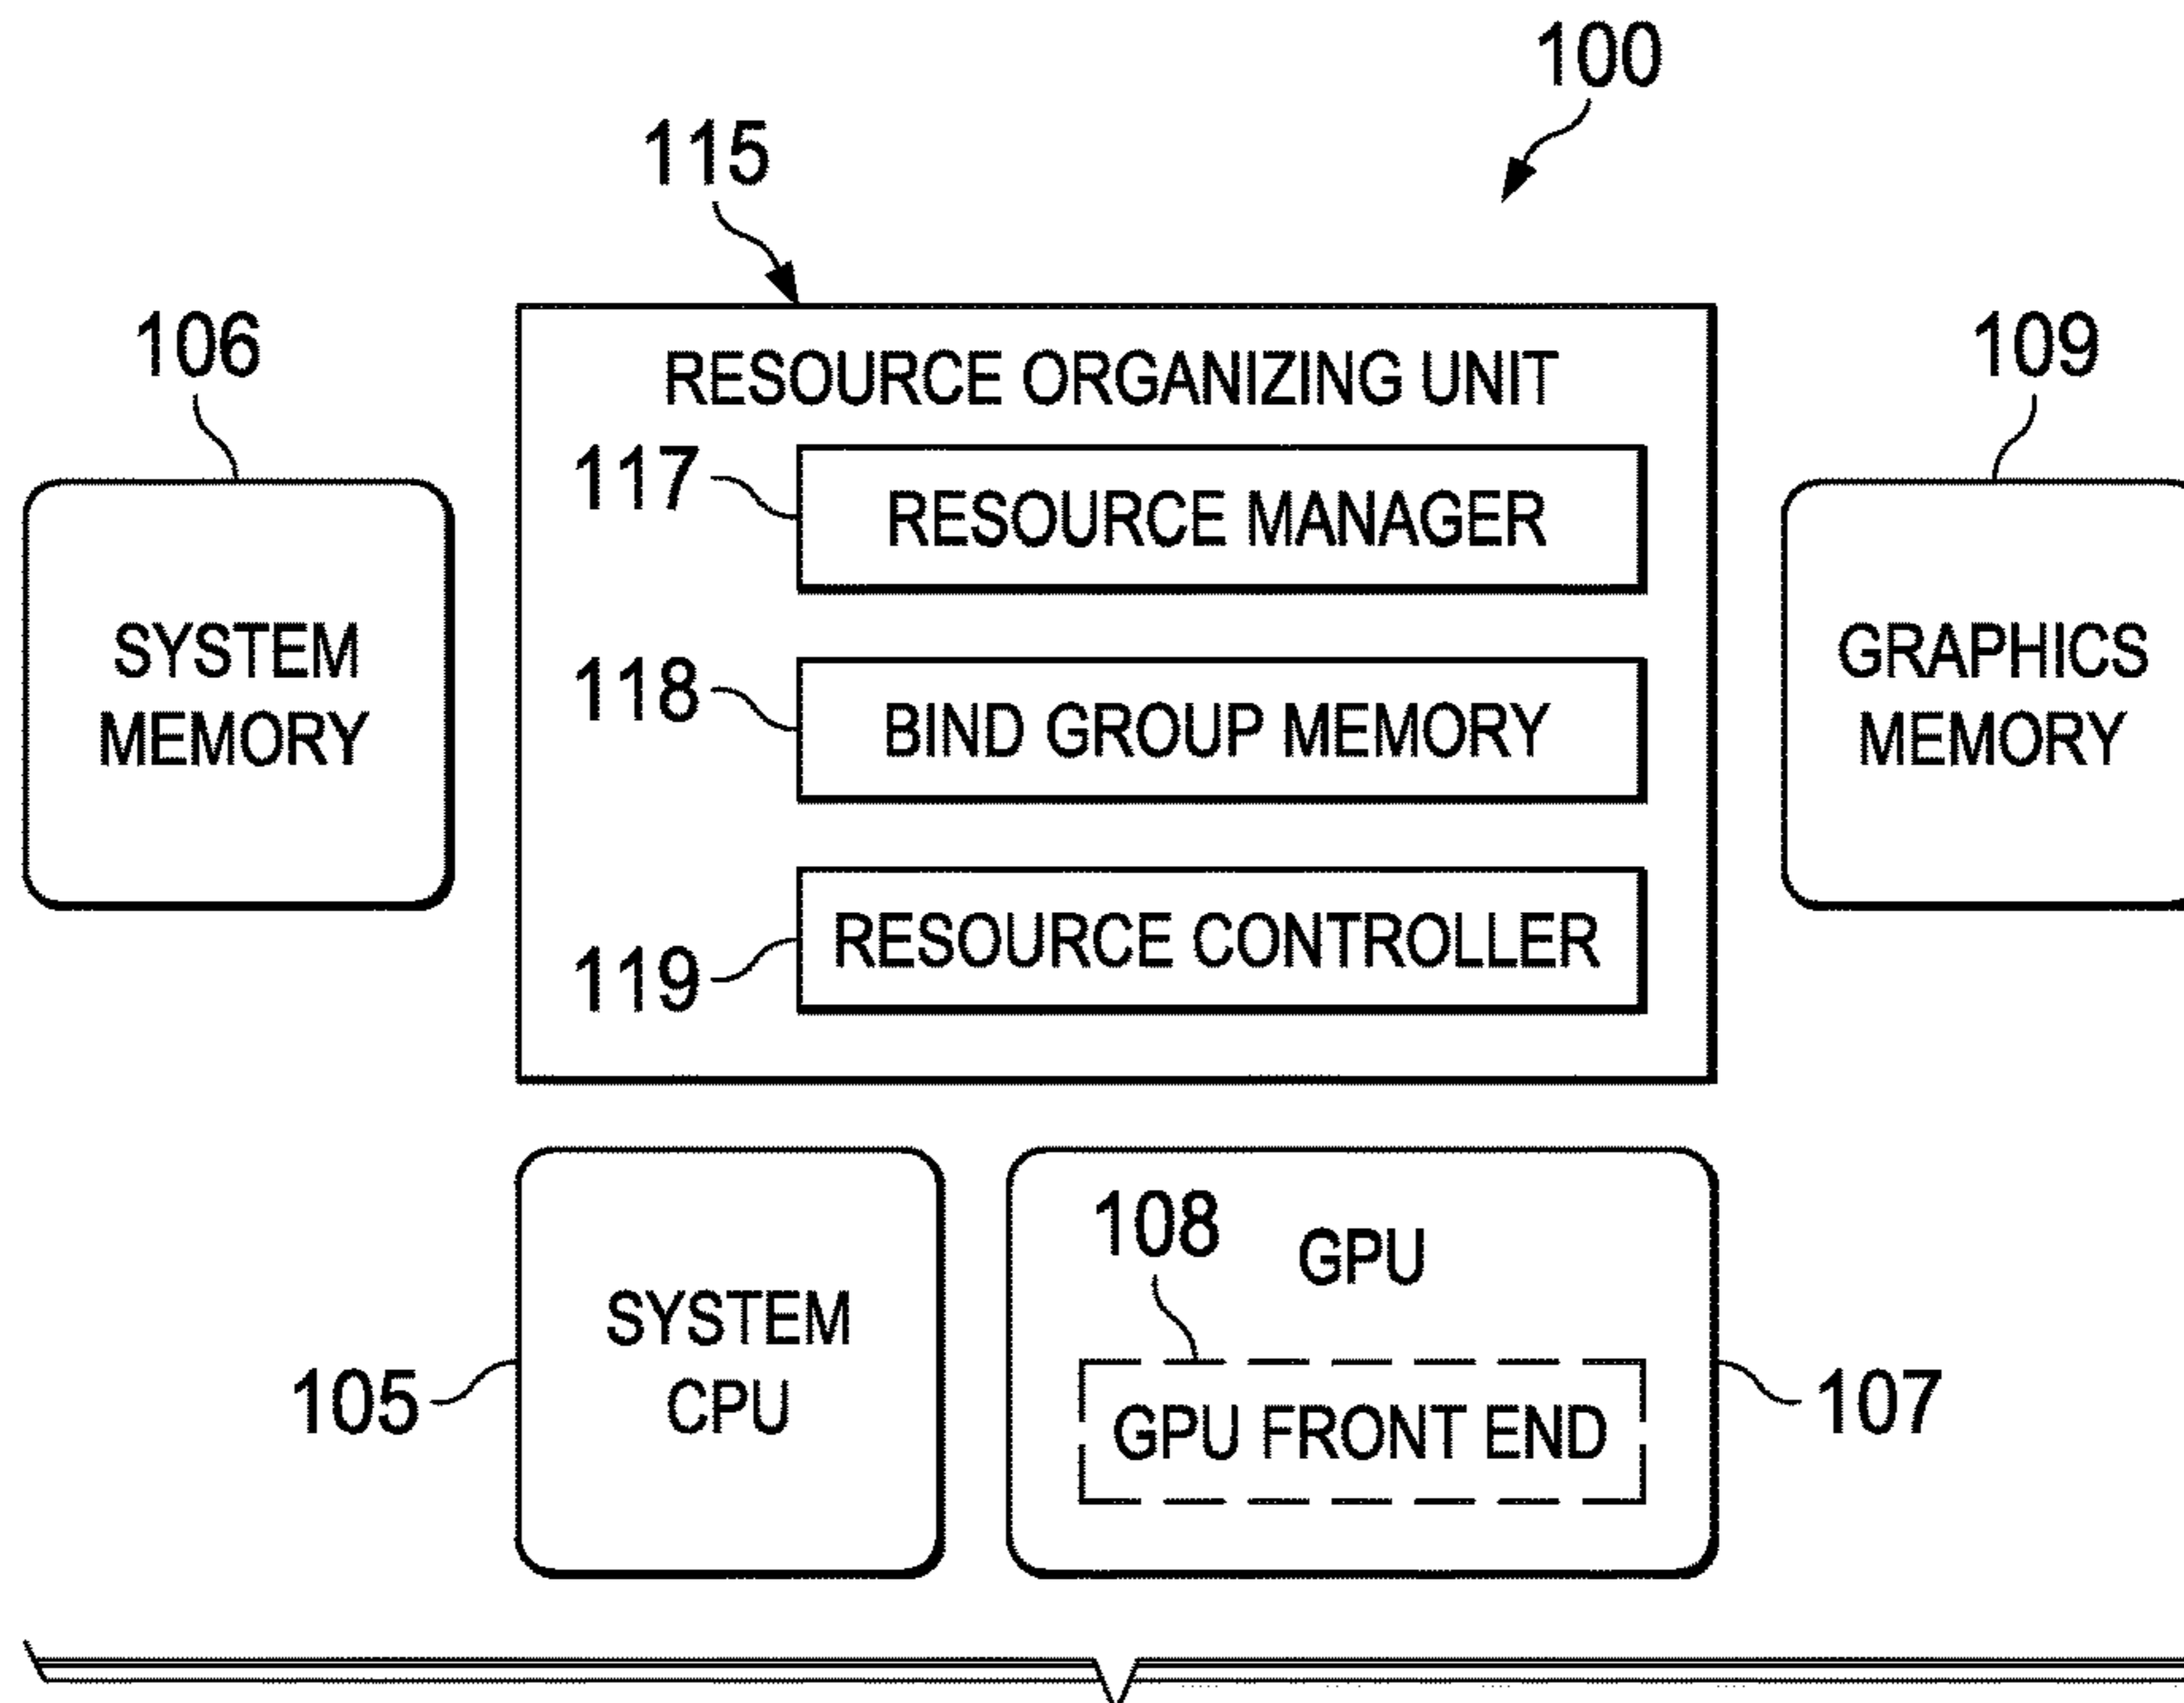 100
115
106
109
RESOURCE ORGANIZING UNIT
117
RESOURCE MANAGER
SYSTEM
MEMORY
118
BIND GROUP MEMORY
GRAPHICS
MEMORY
119
RESOURCE CONTROLLER
108
GPU
SYSTEM
CPU
105
GPU FRONT END
107